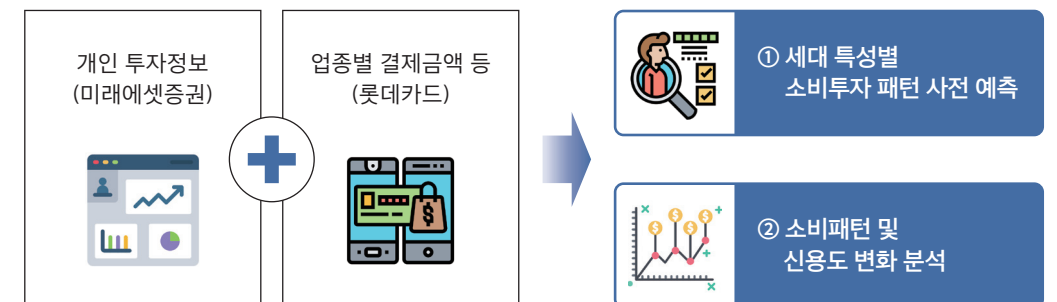 개인 투자정보
(미래에셋증권)
업종별 결제금액 등
(롯데카드)
① 세대 특성별
소비투자 패턴 사전 예측
② 소비패턴 및
신용도 변화 분석